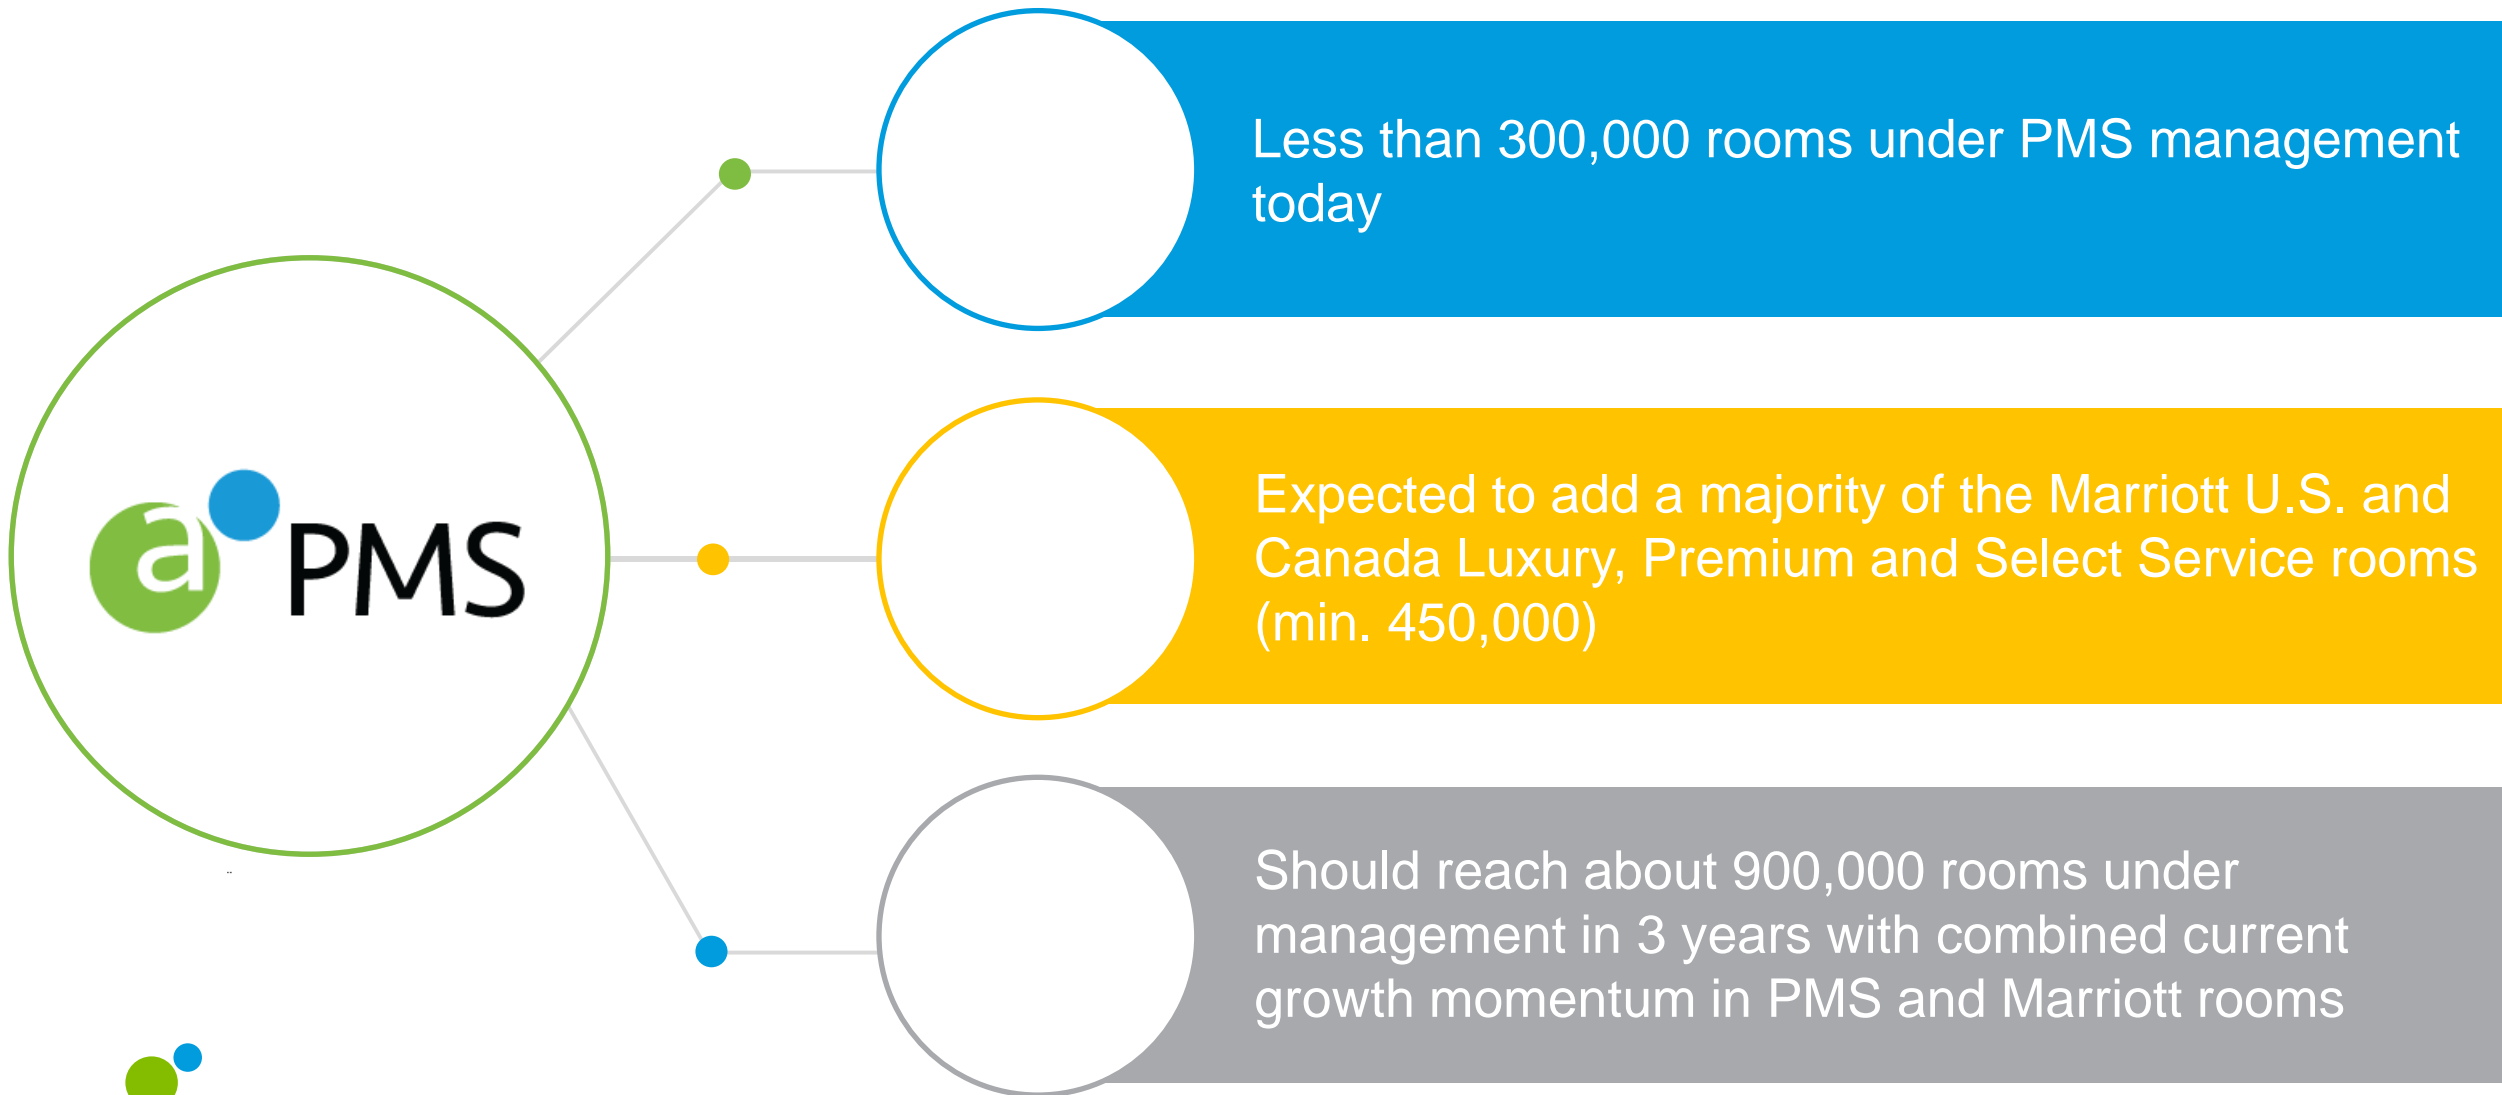 Less than 300,000 rooms under PMS management
today
a PMS
Expected to add a majority of the Marriott U.S. and
Canada Luxury, Premium and Select Service rooms
(min. 450,000)
Should reach about 900,000 rooms under
management in 3 years with combined current
growth momentum in PMS and Marriott rooms